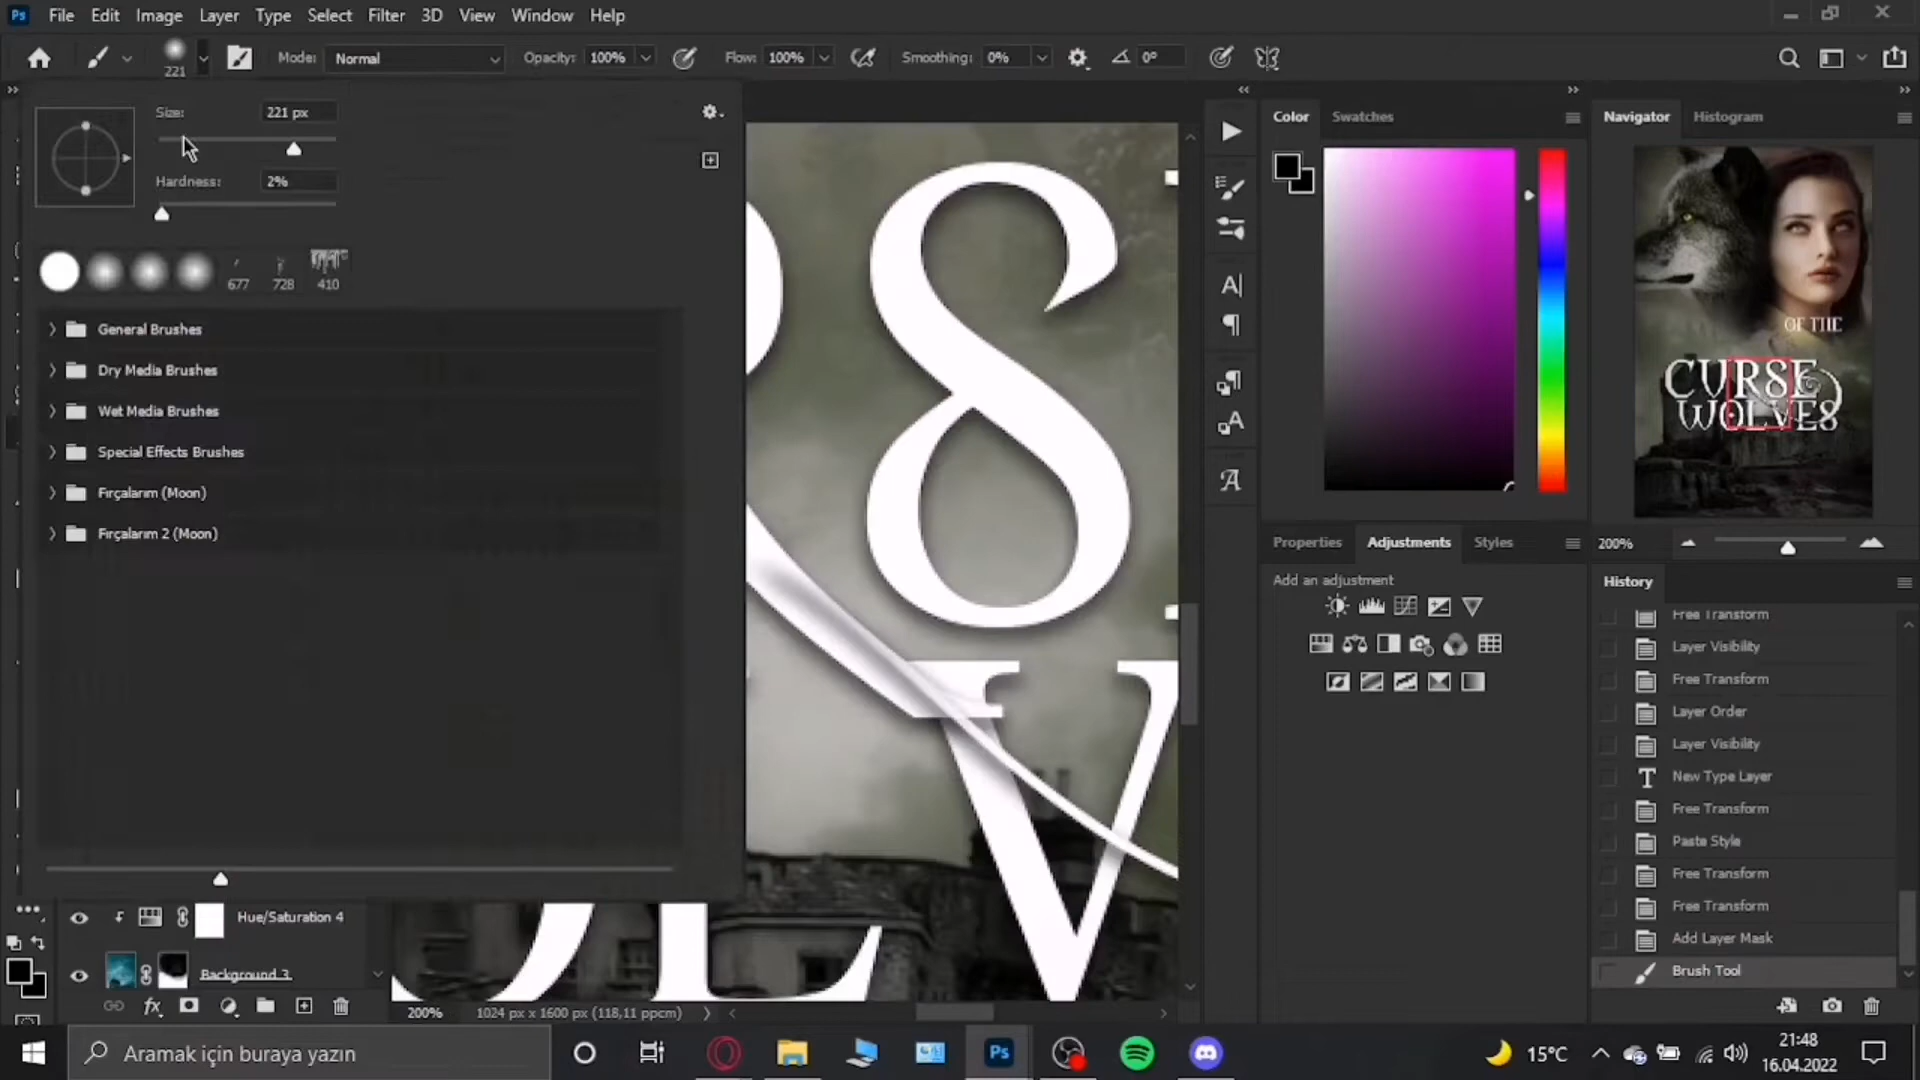 Ps File Edit Image Layer Type Select Filter 3D View Window Help
221 Mode: Normal Opacity: 100% Flow: 100% Smoothing: 0% 0°
Size: 221 px
Hardness: 2%
677 728 410
General Brushes
Dry Media Brushes
Wet Media Brushes
Special Effects Brushes
Fırçalarım (Moon)
Fırçalarım 2 (Moon)
Hue/Saturation 4
Background 3
200% 1024 px x 1600 px (118,11 ppcm)
Color Swatches
Properties Adjustments Styles
Add an adjustment
Navigator Histogram
OF THE
CURSE
WOLVES
200%
History
Free Transform
Layer Visibility
Free Transform
Layer Order
Layer Visibility
New Type Layer
Free Transform
Paste Style
Free Transform
Free Transform
Add Layer Mask
Brush Tool
Aramak için buraya yazın
Ps
15°C
21:48
16.04.2022